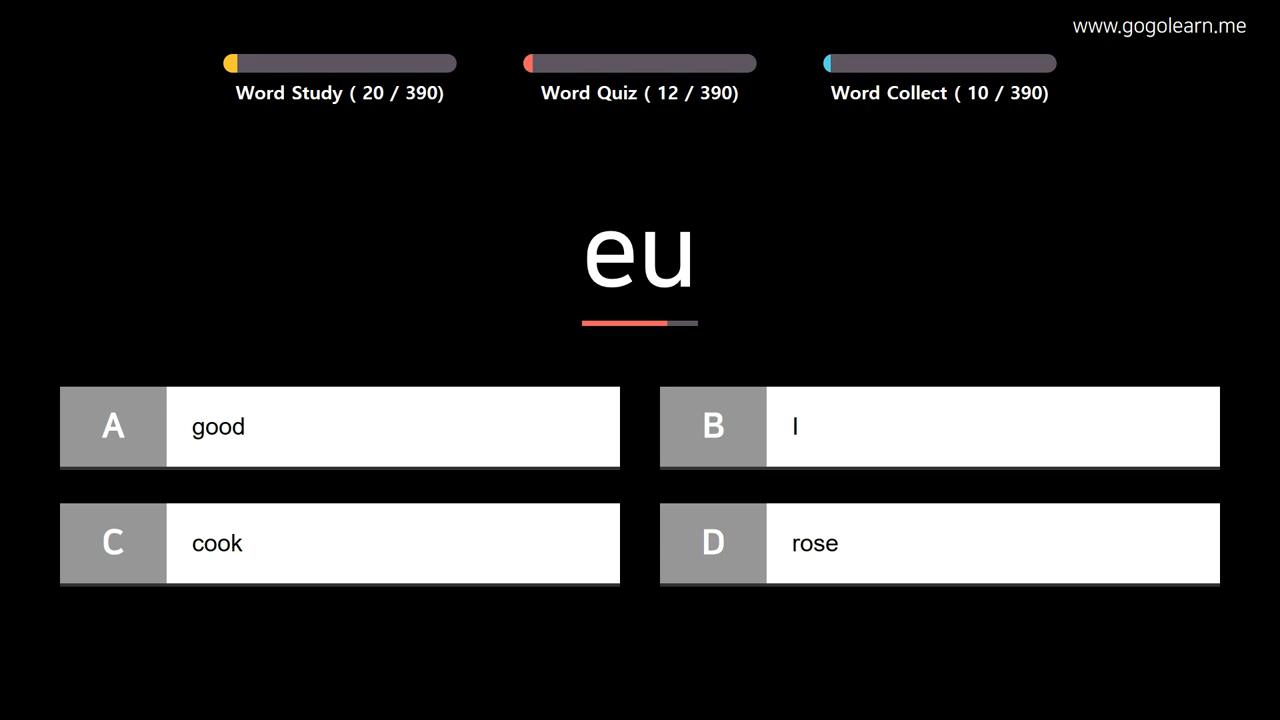 www.gogolearn.me
Word Study ( 20 / 390)
Word Quiz ( 12 / 390)
Word Collect ( 10 / 390)
eu
A good
B I
C cook
D rose